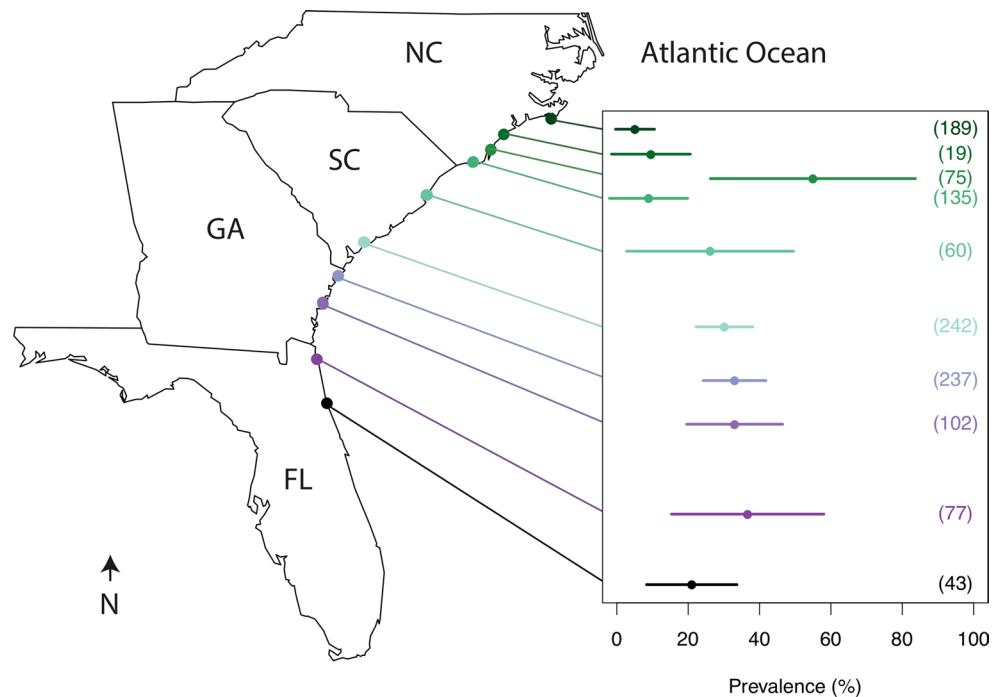 NC
Atlantic Ocean
SC
GA
FL
N
(189)
(19)
(75)
(135)
(60)
(242)
(237)
(102)
(77)
(43)
0 20 40 60 80 100
Prevalence (%)